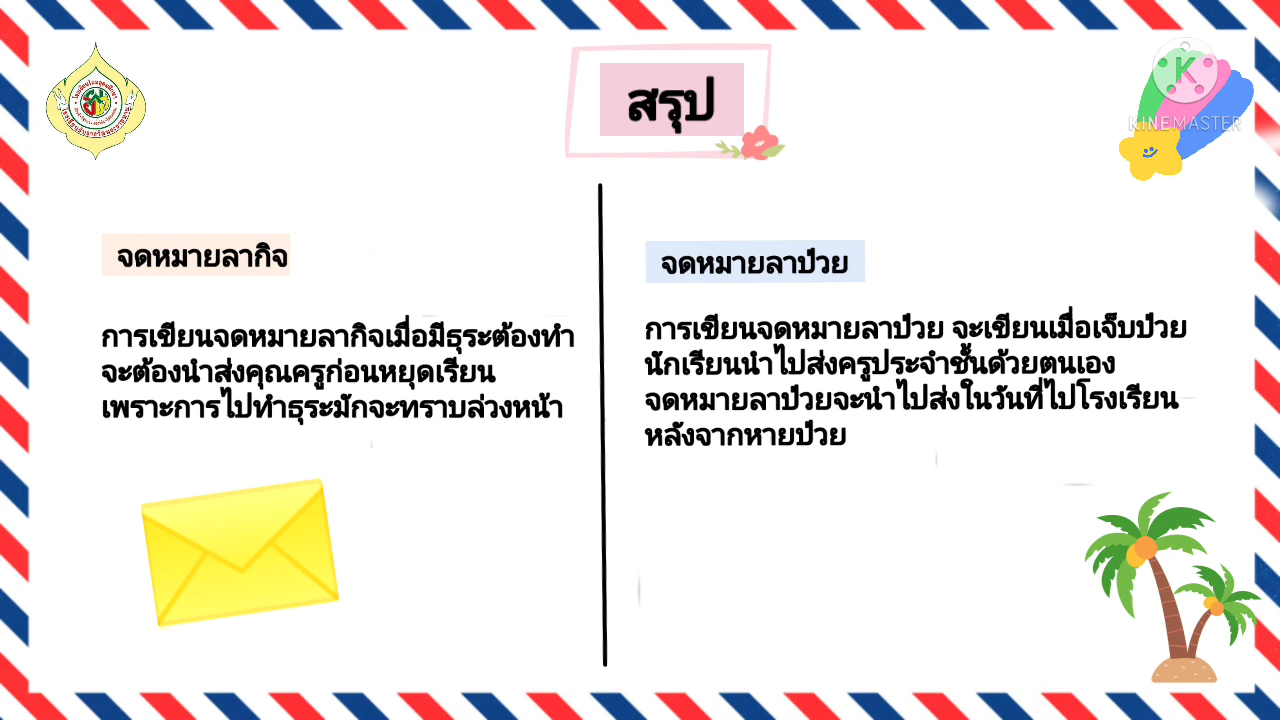 สรุป
KINEMASTER
จดหมายลากิจ
การเขียนจดหมายลากิจเมื่อมีธุระต้องทำ
จะต้องนำส่งคุณครูก่อนหยุดเรียน
เพราะการไปทำธุระมักจะทราบล่วงหน้า
จดหมายลาป่วย
การเขียนจดหมายลาป่วย จะเขียนเมื่อเจ็บป่วย
นักเรียนนำไปส่งครูประจำชั้นด้วยตนเอง
จดหมายลาป่วยจะนำไปส่งในวันที่ไปโรงเรียน
หลังจากหายป่วย